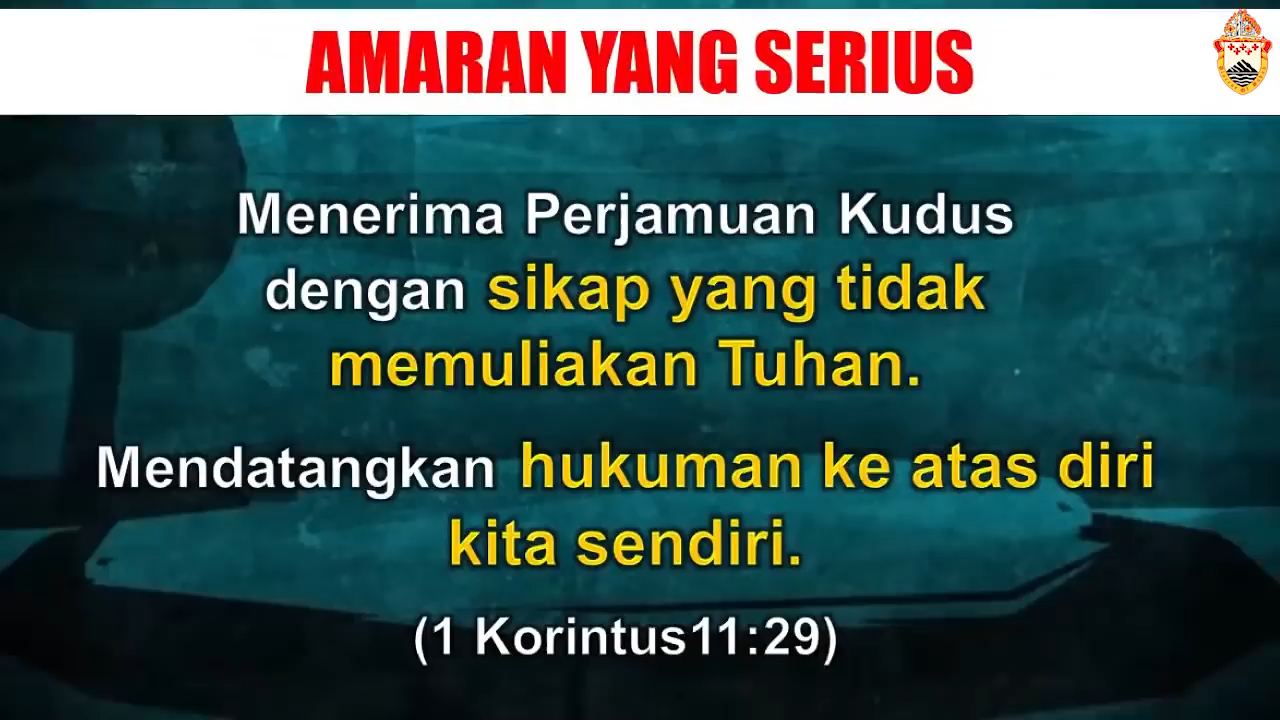 AMARAN YANG SERIUS
Menerima Perjamuan Kudus
dengan sikap yang tidak
memuliakan Tuhan.
Mendatangkan hukuman ke atas diri
kita sendiri.
(1 Korintus11:29)